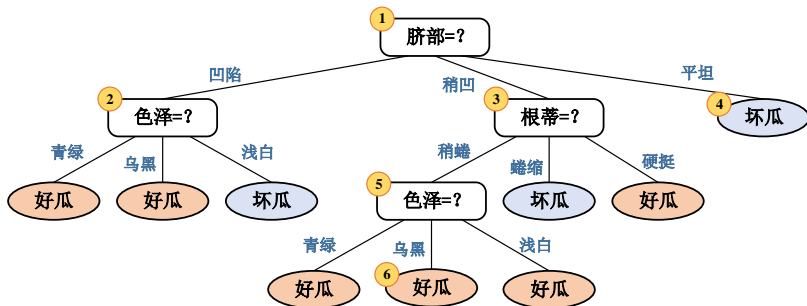 1
脐部=?
凹陷
稍凹
平坦
2
色泽=?
3
根蒂=?
4
坏瓜
青绿
乌黑
浅白
稍蜷
蜷缩
硬挺
好瓜
好瓜
坏瓜
5
色泽=?
坏瓜
好瓜
青绿
乌黑
浅白
好瓜
6
好瓜
好瓜